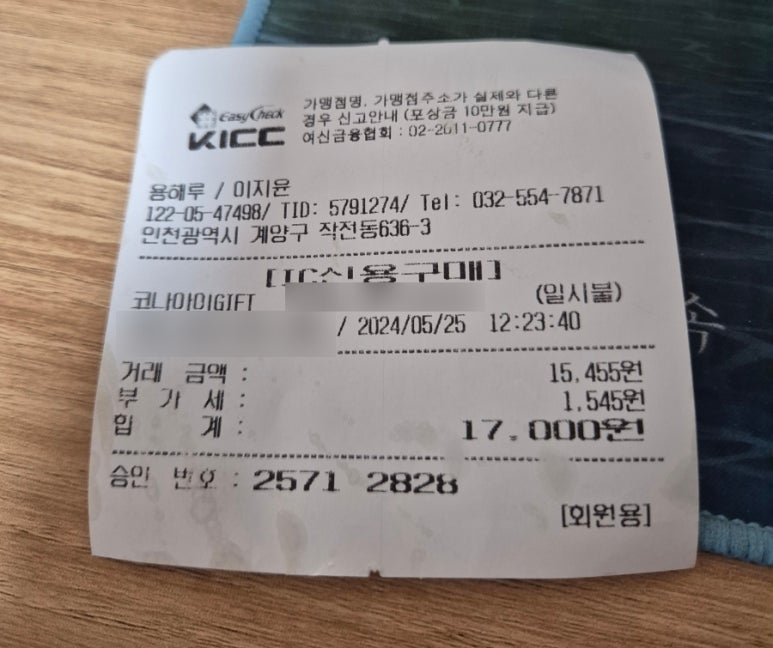 EasyCheck
KICC
가맹점명, 가맹점주소가 실제와 다른
경우 신고안내 (포상금 10만원 지급)
여신금융협회 : 02-2011-0777
용해루 / 이지윤
122-05-47498/ TID: 5791274/ Tel: 032-554-7871
인천광역시 계양구 작전동636-3
[IC신용구매]
코나아이GIFT (일시불)
/ 2024/05/25 12:23:40
거래 금액 : 15,455원
부 가 세 : 1,545원
합 계 : 17,000원
승인 번호 : 2571 2828
[회원용]
속